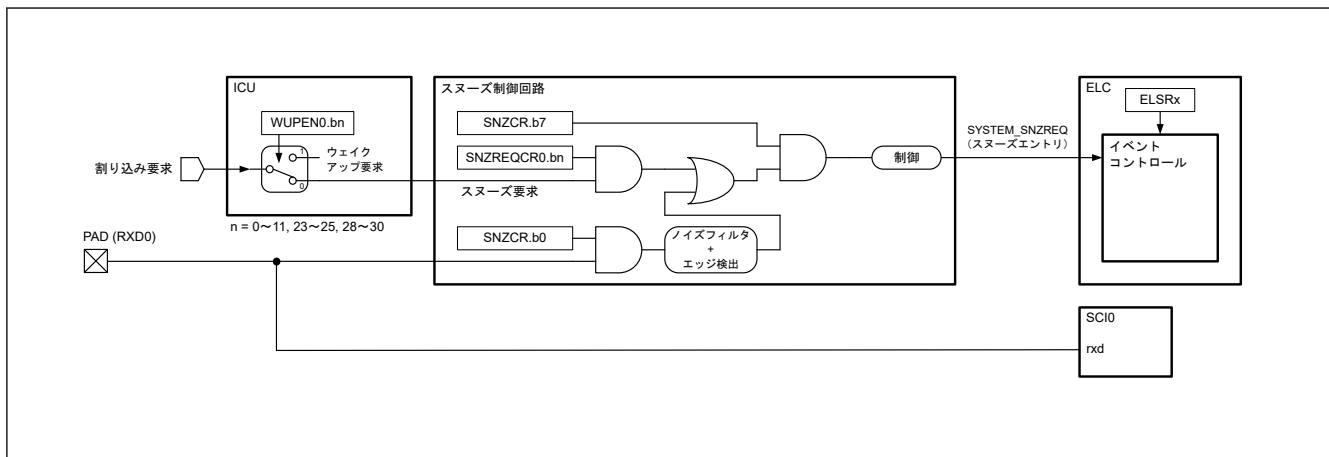 ICU
WUPEN0.bn
1
ウェイク
アップ要求
0
割り込み要求
n = 0～11, 23～25, 28～30
PAD (RXD0)
スヌーズ制御回路
SNZCR.b7
SNZREQCR0.bn
スヌーズ要求
SNZCR.b0
ノイズフィルタ
+
エッジ検出
制御
SYSTEM_SNZREQ
（スヌーズエントリ）
ELC
ELSRx
イベント
コントロール
SCI0
rxd